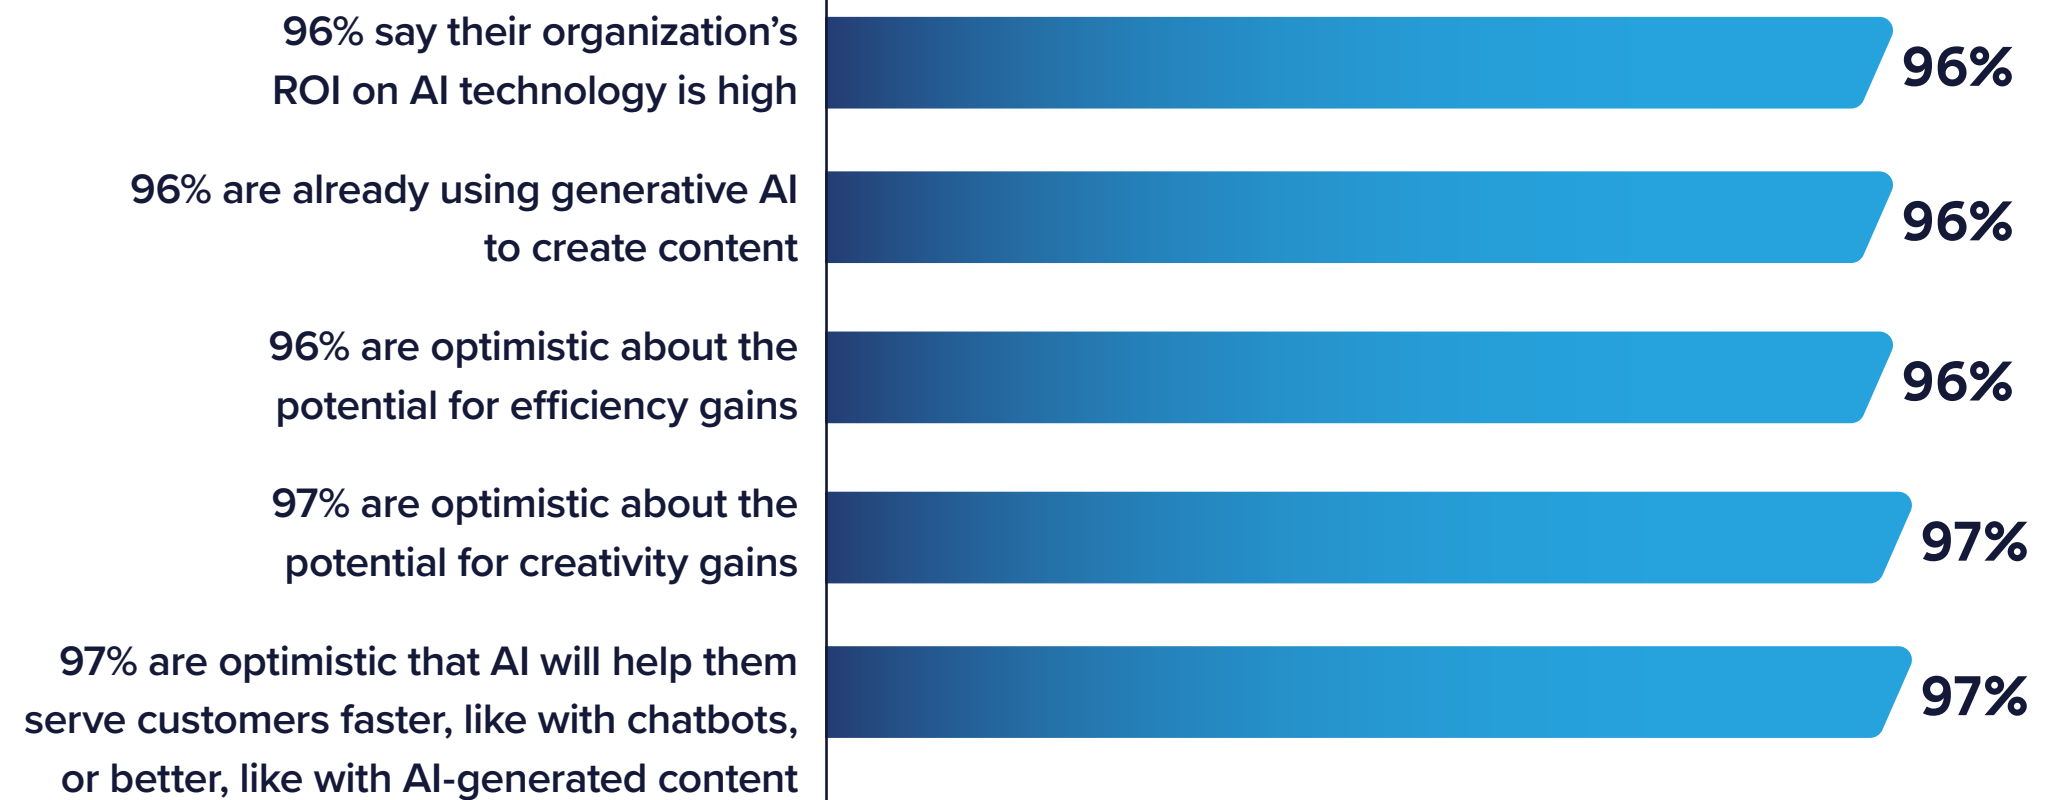 96% say their organization’s
ROI on AI technology is high
96%
96% are already using generative AI
to create content
96%
96% are optimistic about the
potential for efficiency gains
96%
97% are optimistic about the
potential for creativity gains
97%
97% are optimistic that AI will help them
serve customers faster, like with chatbots,
or better, like with AI-generated content
97%